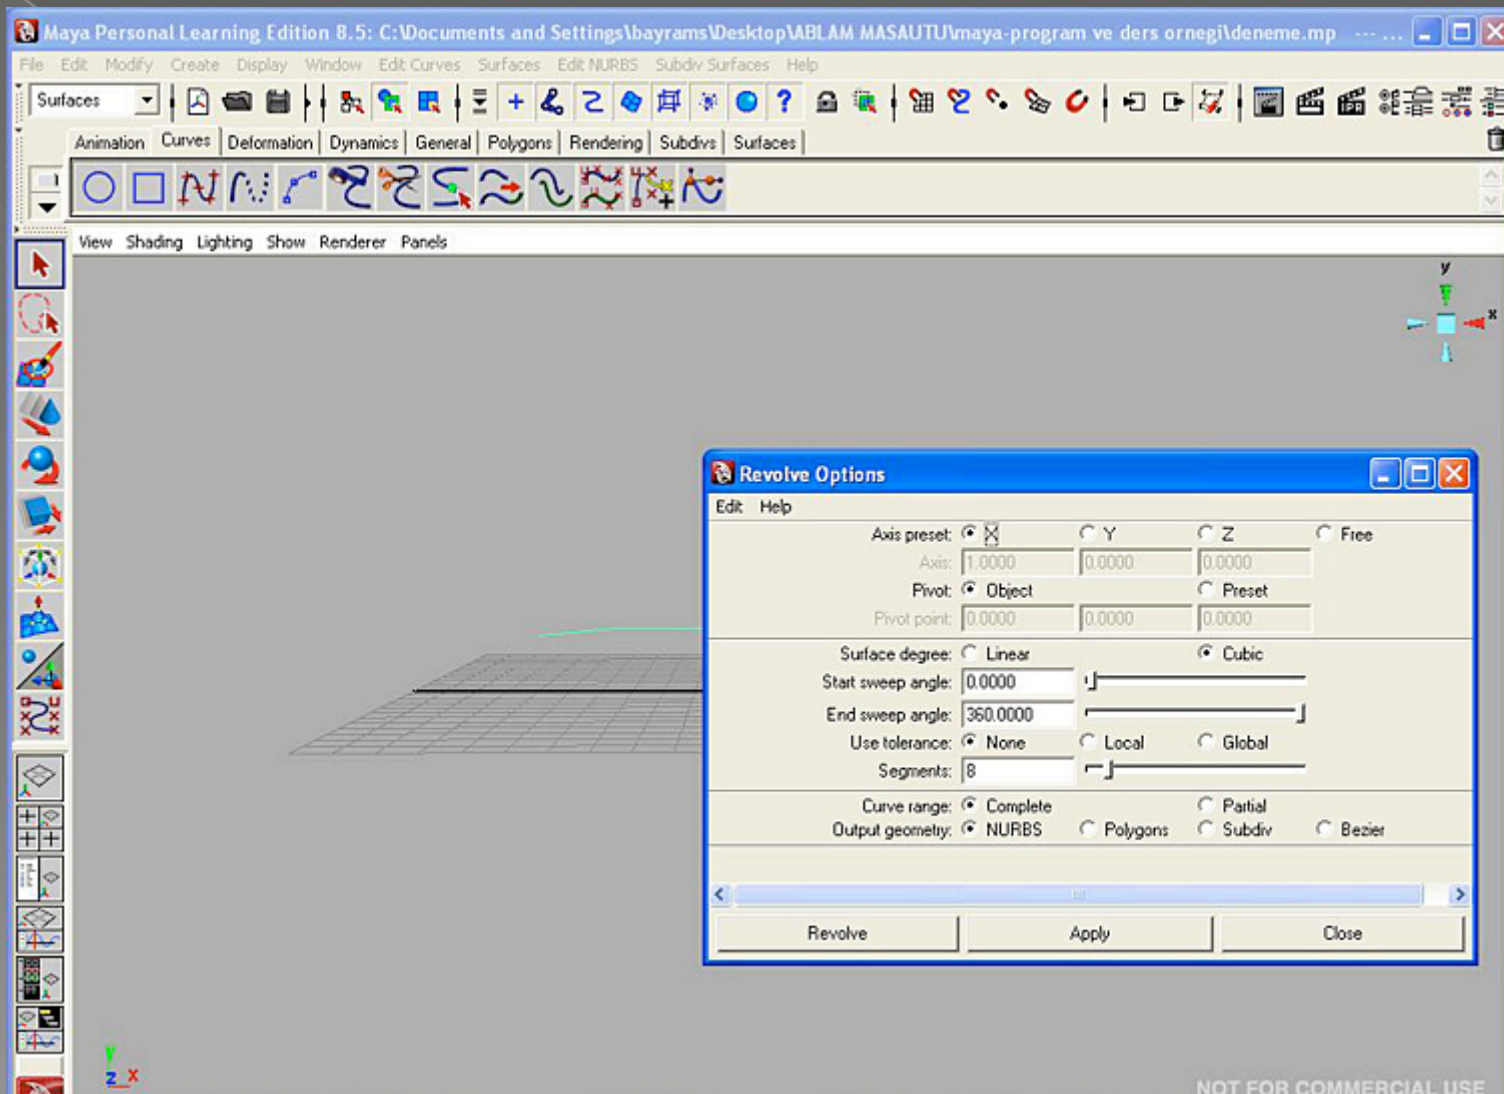 Maya Personal Learning Edition 8.5: C:\Documents and Settings\bayrams\Desktop\ABLAM MASAUTU\maya-program ve ders ornegi\deneme.mp --- ...
File Edit Modify Create Display Window Edit Curves Surfaces Edit NURBS Subdiv Surfaces Help
Surfaces
Animation Curves Deformation Dynamics General Polygons Rendering Subdivs Surfaces
View Shading Lighting Show Renderer Panels
y
x
Revolve Options
Edit Help
Axis preset: X Y Z Free
Axis: 1.0000 0.0000 0.0000
Pivot: Object Preset
Pivot point: 0.0000 0.0000 0.0000
Surface degree: Linear Cubic
Start sweep angle: 0.0000
End sweep angle: 360.0000
Use tolerance: None Local Global
Segments: 8
Curve range: Complete Partial
Output geometry: NURBS Polygons Subdiv Bezier
Revolve Apply Close
y
z x
NOT FOR COMMERCIAL USE